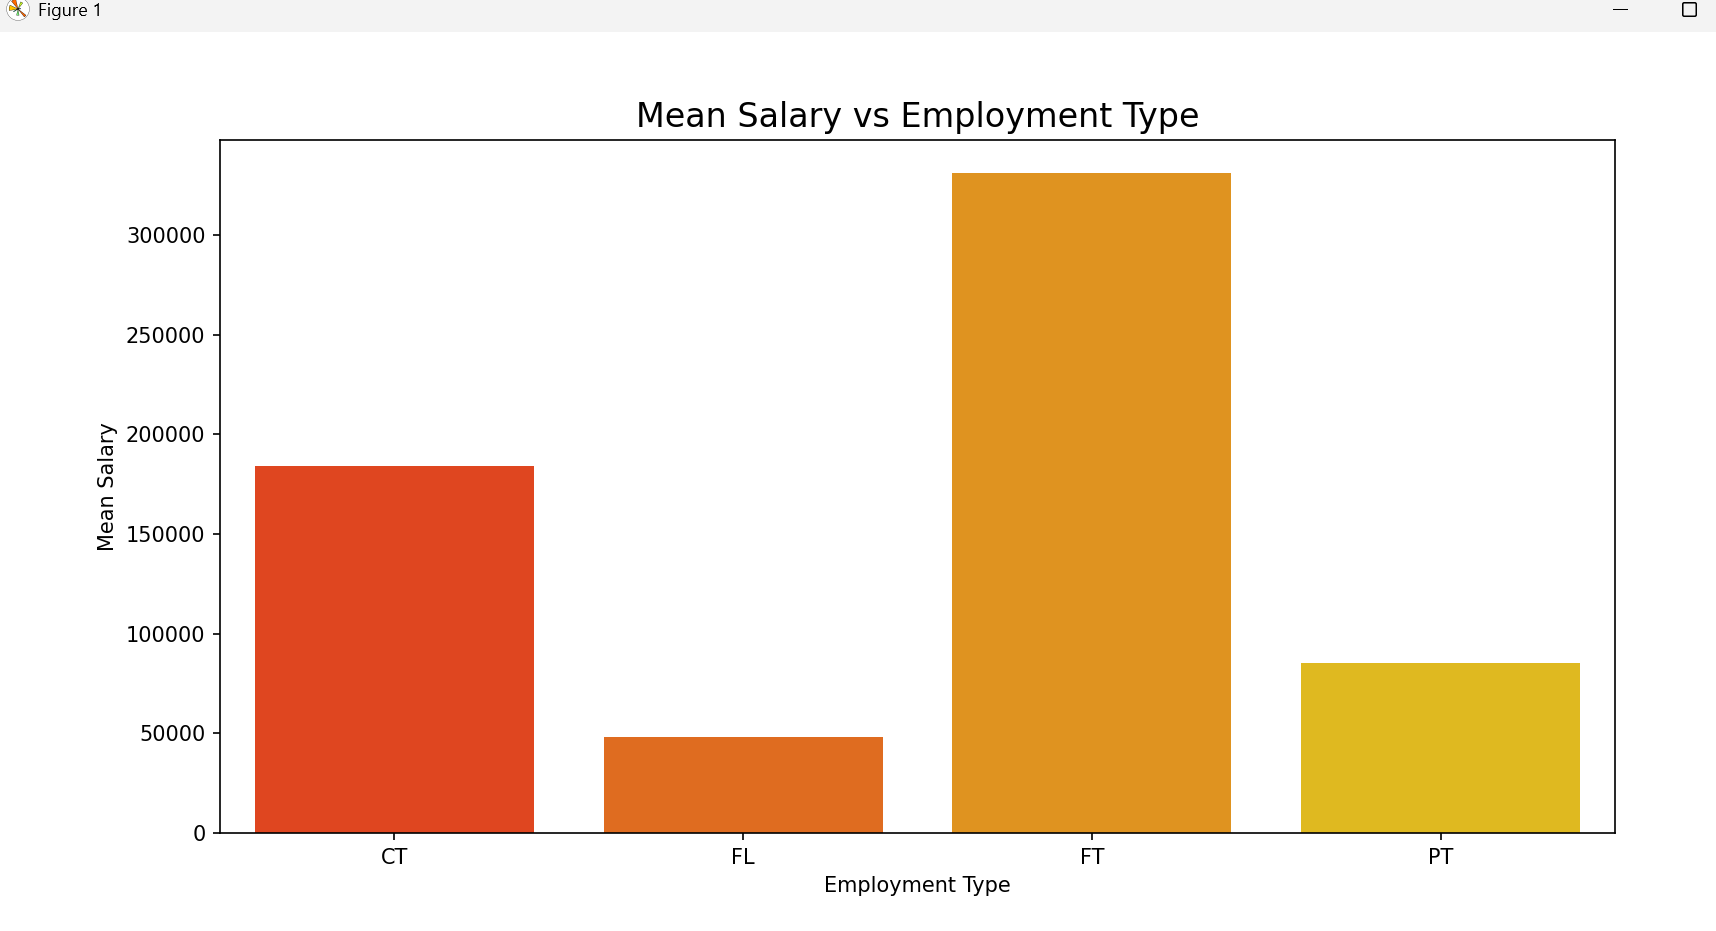 Figure 1
Mean Salary vs Employment Type
300000
250000
200000
150000
100000
50000
0
Mean Salary
CT FL FT PT
Employment Type